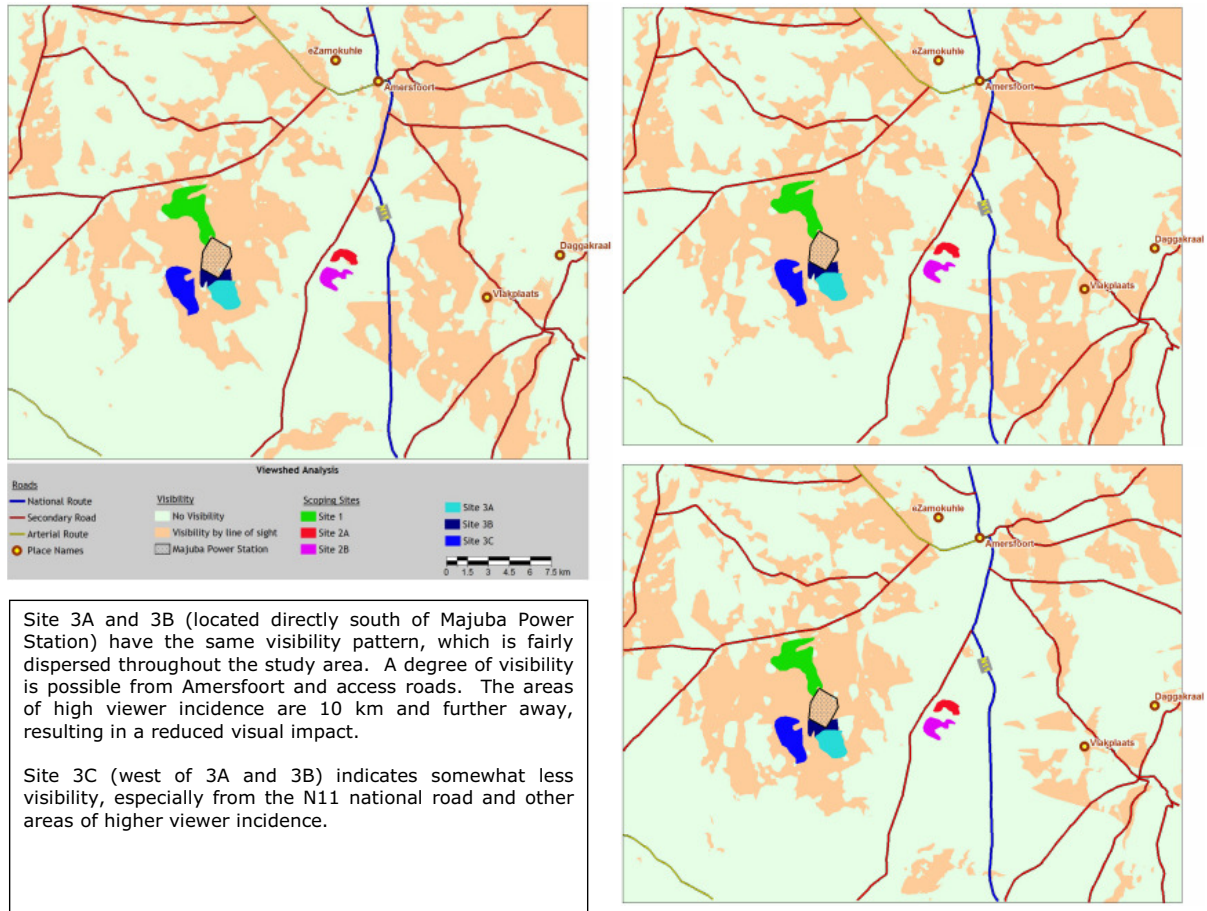 eZamokuhle
Amersfoort
N11
Daggakraal
Vlakplaats
Viewshed Analysis
Roads
National Route
Secondary Road
Arterial Route
Place Names
Visibility
No Visibility
Visibility by line of sight
Majuba Power Station
Scoping Sites
Site 1
Site 2A
Site 2B
Site 3A
Site 3B
Site 3C
0 1.5 3 4.5 6 7.5 km
Site 3A and 3B (located directly south of Majuba Power
Station) have the same visibility pattern, which is fairly
dispersed throughout the study area. A degree of visibility
is possible from Amersfoort and access roads. The areas
of high viewer incidence are 10 km and further away,
resulting in a reduced visual impact.
Site 3C (west of 3A and 3B) indicates somewhat less
visibility, especially from the N11 national road and other
areas of higher viewer incidence.
eZamokuhle
Amersfoort
N11
Daggakraal
Vlakplaats
eZamokuhle
Amersfoort
N11
Daggakraal
Vlakplaats